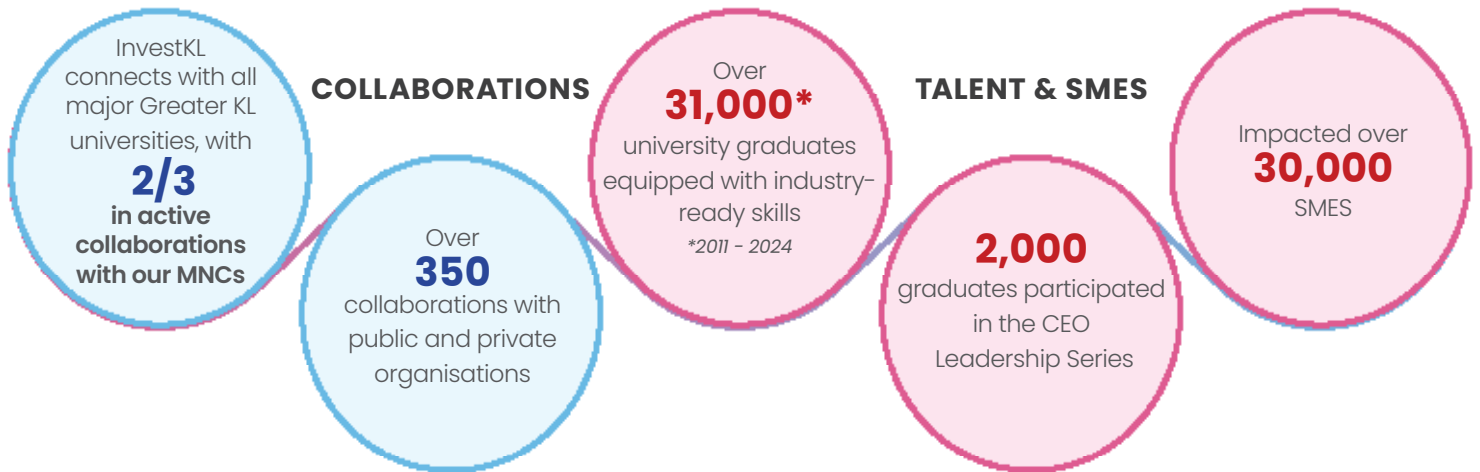 InvestKL
connects with all
major Greater KL
universities, with
2/3
in active
collaborations
with our MNCs
COLLABORATIONS
Over
350
collaborations with
public and private
organisations
Over
31,000*
university graduates
equipped with industry-
ready skills
*2011 - 2024
TALENT & SMES
2,000
graduates participated
in the CEO
Leadership Series
Impacted over
30,000
SMES